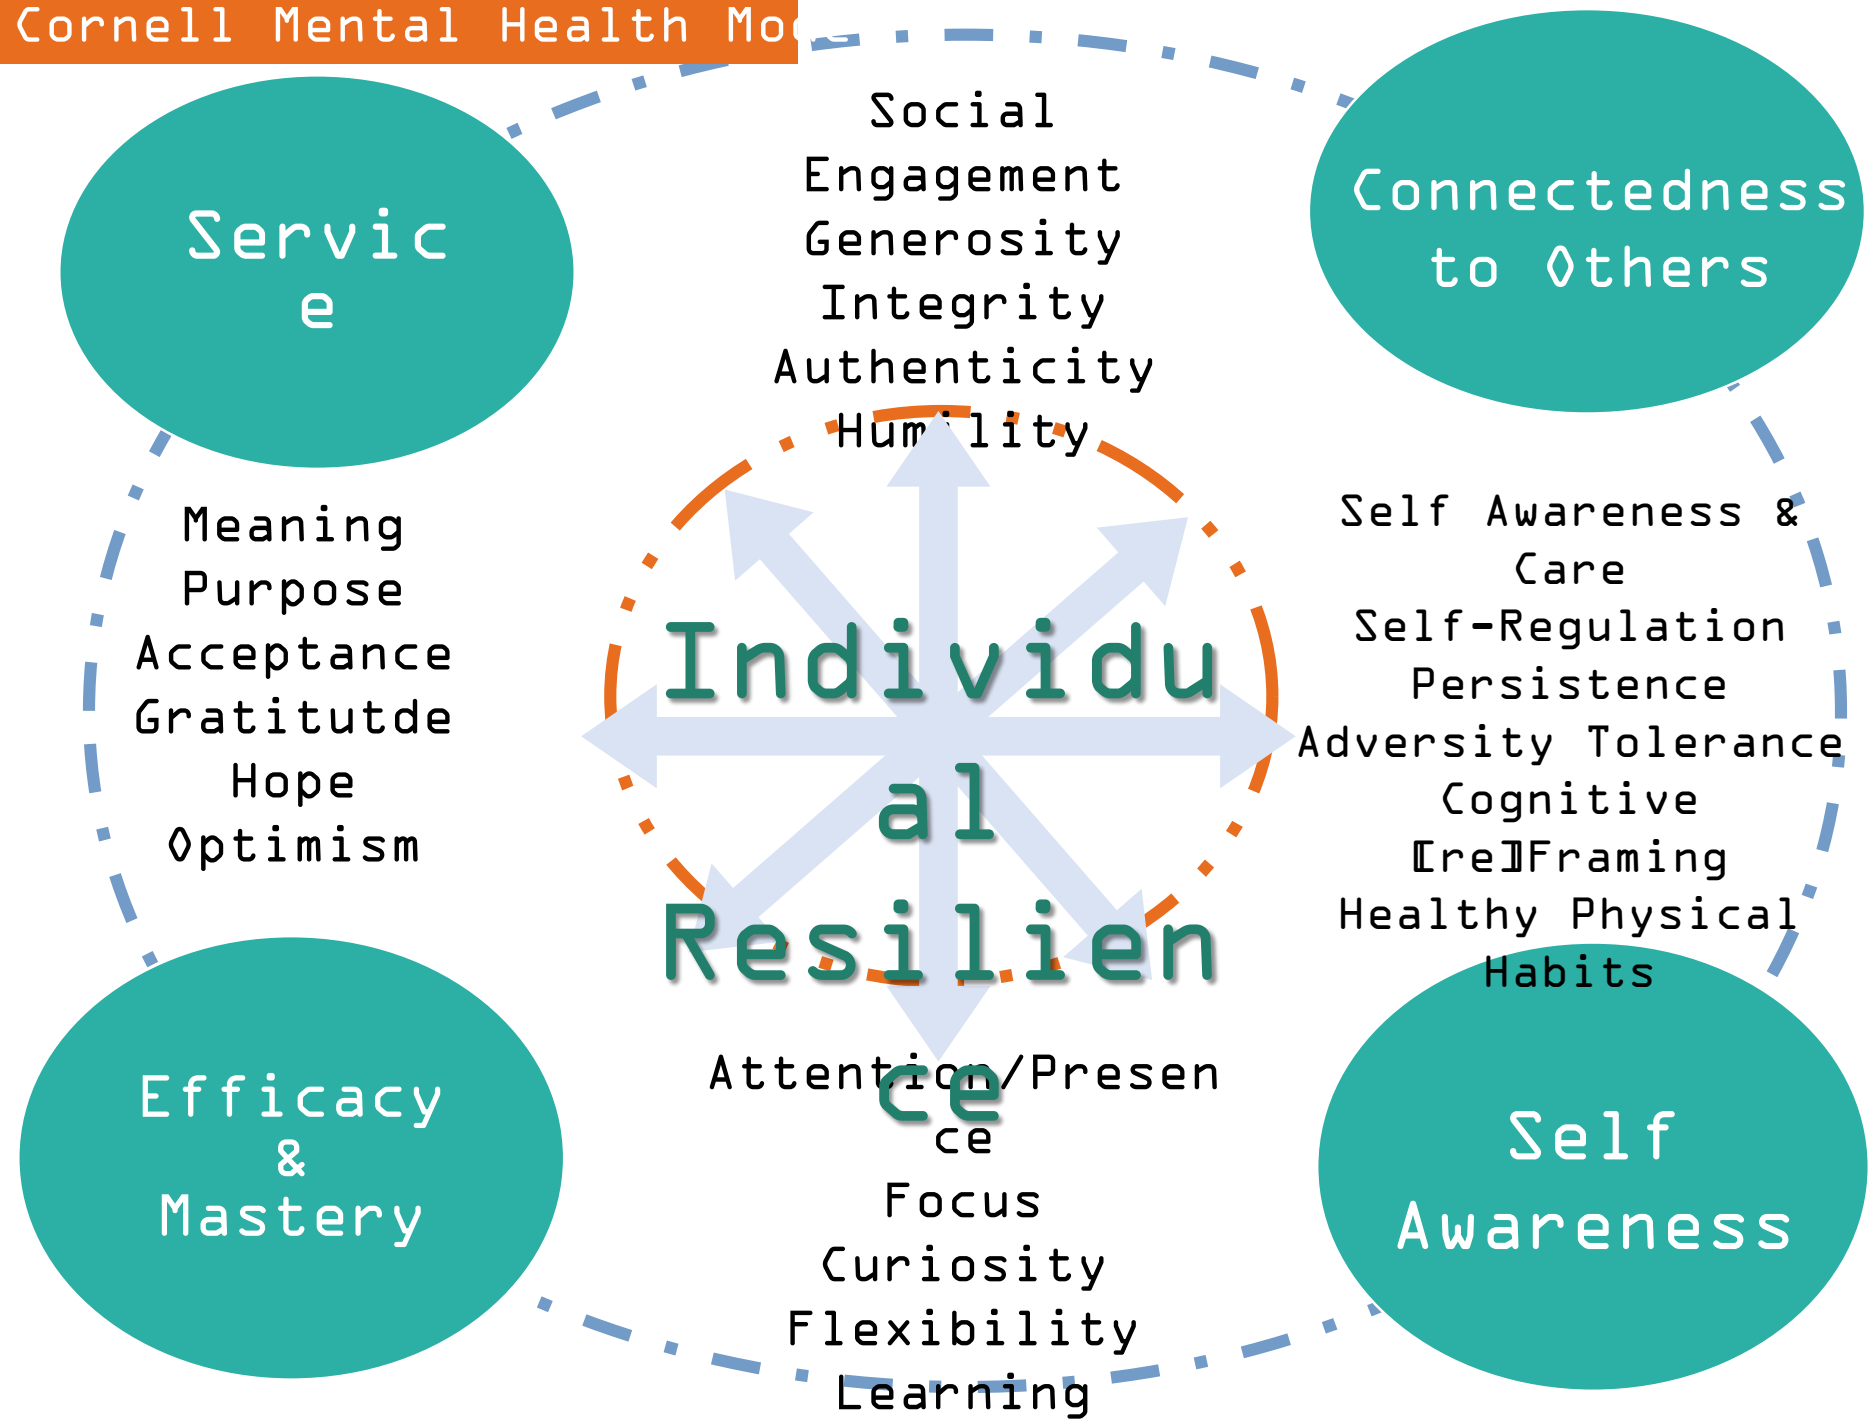 Cornell Mental Health Mode
Servic
e
Social
Engagement
Generosity
Integrity
Authenticity
Humility
Connectedness
to Others
Meaning
Purpose
Acceptance
Gratitutde
Hope
Optimism
Individu
al
Resilien
ce
Self Awareness &
Care
Self-Regulation
Persistence
Adversity Tolerance
Cognitive
[re]Framing
Healthy Physical
Habits
Efficacy
&
Mastery
Attention/Presen
ce
Focus
Curiosity
Flexibility
Learning
Self
Awareness